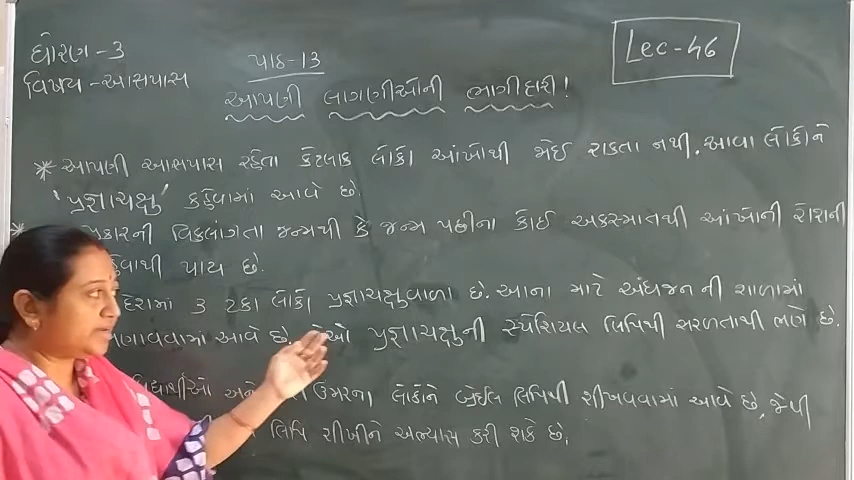 ધોરણ - 3
વિષય - આસપાસ
પાઠ - 13
Lec - 46
આપણી લાગણીઓની ભાગીદારી !
* આપણી આસપાસ રહેતા કેટલાક લોકો આંખોથી જોઈ શકતા નથી. આવા લોકોને
'પ્રજ્ઞાચક્ષુ' કહેવામાં આવે છે.
* પ્રકારની વિકલાંગતા જન્મથી કે જન્મ પછીના કોઈ અકસ્માતથી આંખોની રોશની
થાય છે.
દેશમાં 3 ટકા લોકો પ્રજ્ઞાચક્ષુવાળા છે. આના માટે અંધજન ની શાળામાં
ભણાવવામાં આવે છે. તેઓ પ્રજ્ઞાચક્ષુની સ્પેશિયલ લિપિથી સરળતાથી ભણે છે.
વિદ્યાર્થીઓ અને ઉંમરના લોકોને બ્રેઈલ લિપિથી શીખવવામાં આવે છે, જેથી
લિપિ શીખીને અભ્યાસ કરી શકે છે.